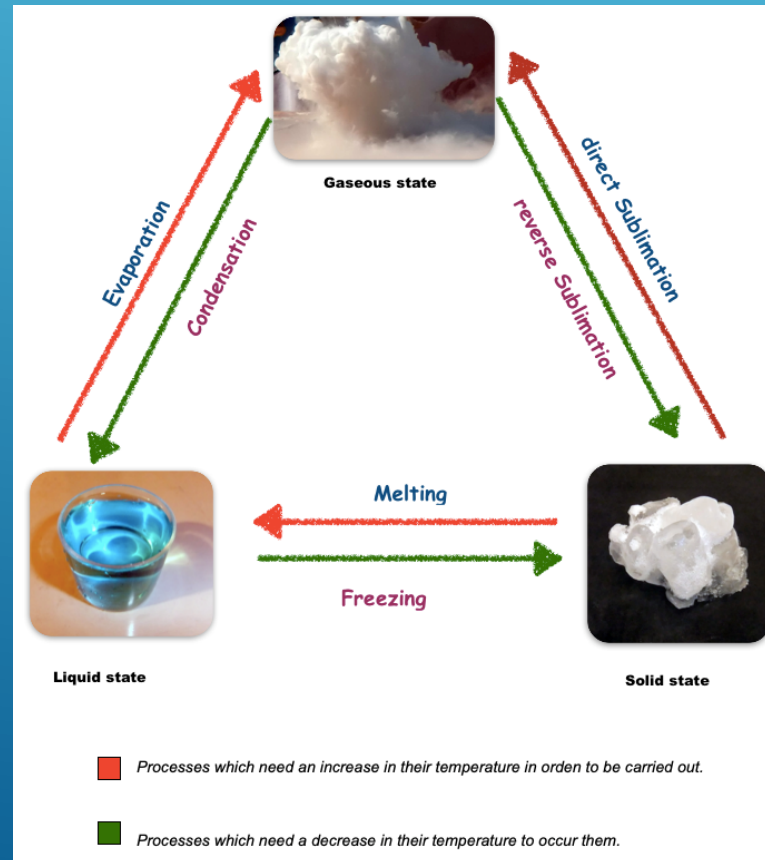 Gaseous state
Evaporation
Condensation
reverse Sublimation
direct Sublimation
Melting
Freezing
Liquid state
Solid state
Processes which need an increase in their temperature in orden to be carried out.
Processes which need a decrease in their temperature to occur them.